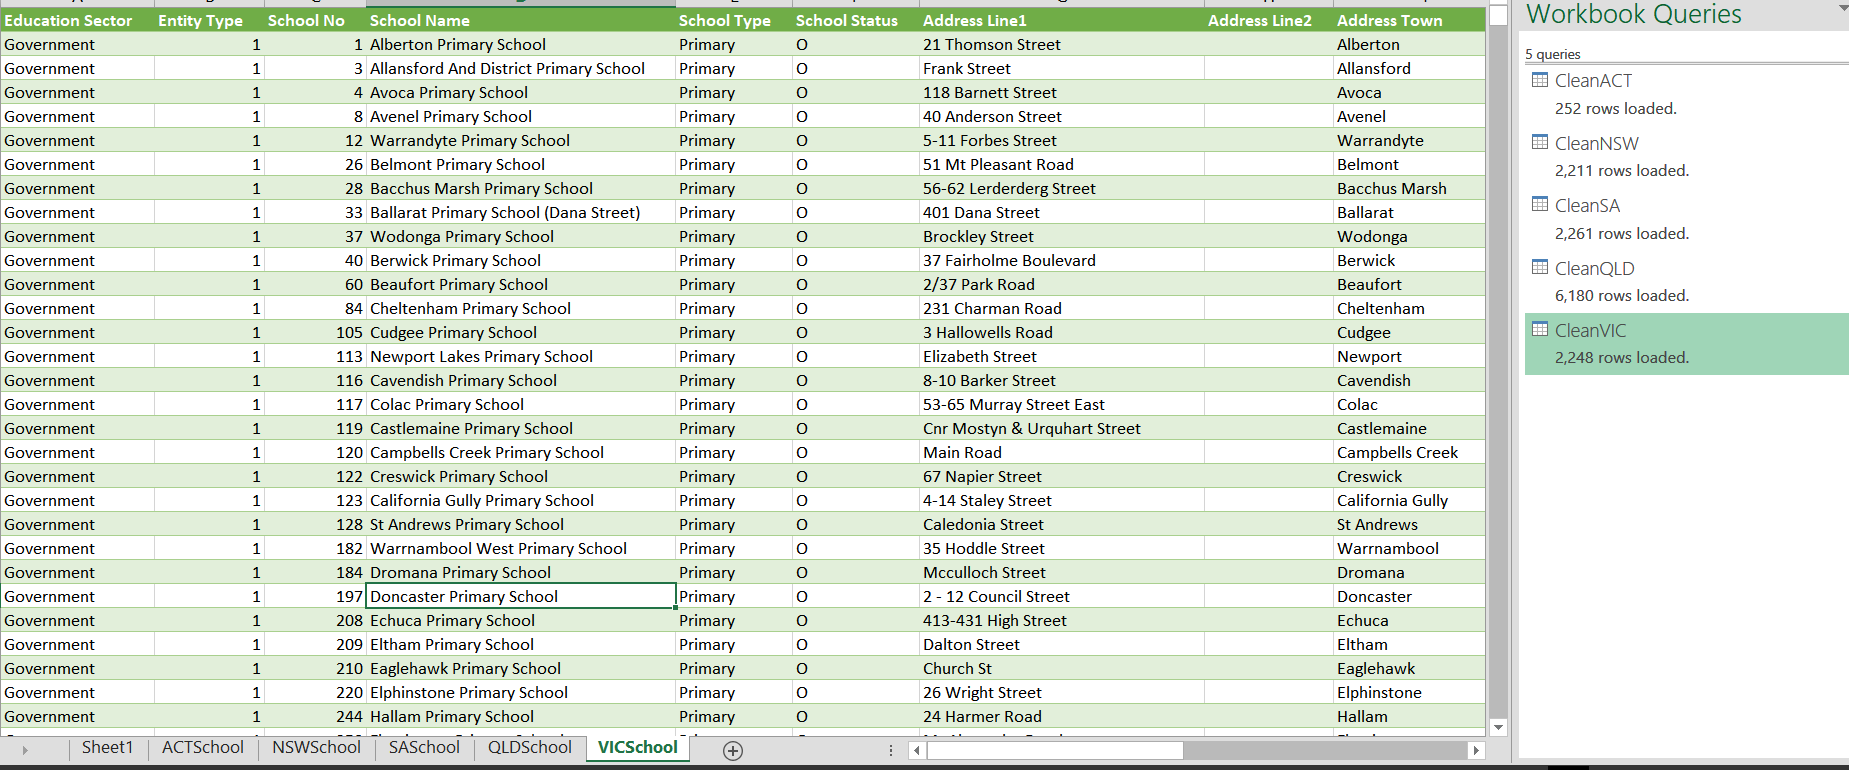 Education Sector Entity Type School No School Name School Type School Status Address Line1 Address Line2 Address Town
Government 1 1 Alberton Primary School Primary O 21 Thomson Street Alberton
Government 1 3 Allansford And District Primary School Primary O Frank Street Allansford
Government 1 4 Avoca Primary School Primary O 118 Barnett Street Avoca
Government 1 8 Avenel Primary School Primary O 40 Anderson Street Avenel
Government 1 12 Warrandyte Primary School Primary O 5-11 Forbes Street Warrandyte
Government 1 26 Belmont Primary School Primary O 51 Mt Pleasant Road Belmont
Government 1 28 Bacchus Marsh Primary School Primary O 56-62 Lerderderg Street Bacchus Marsh
Government 1 33 Ballarat Primary School (Dana Street) Primary O 401 Dana Street Ballarat
Government 1 37 Wodonga Primary School Primary O Brockley Street Wodonga
Government 1 40 Berwick Primary School Primary O 37 Fairholme Boulevard Berwick
Government 1 60 Beaufort Primary School Primary O 2/37 Park Road Beaufort
Government 1 84 Cheltenham Primary School Primary O 231 Charman Road Cheltenham
Government 1 105 Cudgee Primary School Primary O 3 Hallowells Road Cudgee
Government 1 113 Newport Lakes Primary School Primary O Elizabeth Street Newport
Government 1 116 Cavendish Primary School Primary O 8-10 Barker Street Cavendish
Government 1 117 Colac Primary School Primary O 53-65 Murray Street East Colac
Government 1 119 Castlemaine Primary School Primary O Cnr Mostyn & Urquhart Street Castlemaine
Government 1 120 Campbells Creek Primary School Primary O Main Road Campbells Creek
Government 1 122 Creswick Primary School Primary O 67 Napier Street Creswick
Government 1 123 California Gully Primary School Primary O 4-14 Staley Street California Gully
Government 1 128 St Andrews Primary School Primary O Caledonia Street St Andrews
Government 1 182 Warrnambool West Primary School Primary O 35 Hoddle Street Warrnambool
Government 1 184 Dromana Primary School Primary O Mcculloch Street Dromana
Government 1 197 Doncaster Primary School Primary O 2 - 12 Council Street Doncaster
Government 1 208 Echuca Primary School Primary O 413-431 High Street Echuca
Government 1 209 Eltham Primary School Primary O Dalton Street Eltham
Government 1 210 Eaglehawk Primary School Primary O Church St Eaglehawk
Government 1 220 Elphinstone Primary School Primary O 26 Wright Street Elphinstone
Government 1 244 Hallam Primary School Primary O 24 Harmer Road Hallam
Sheet1 ACTSchool NSWSchool SASchool QLDSchool VICSchool
Workbook Queries
5 queries
CleanACT
252 rows loaded.
CleanNSW
2,211 rows loaded.
CleanSA
2,261 rows loaded.
CleanQLD
6,180 rows loaded.
CleanVIC
2,248 rows loaded.